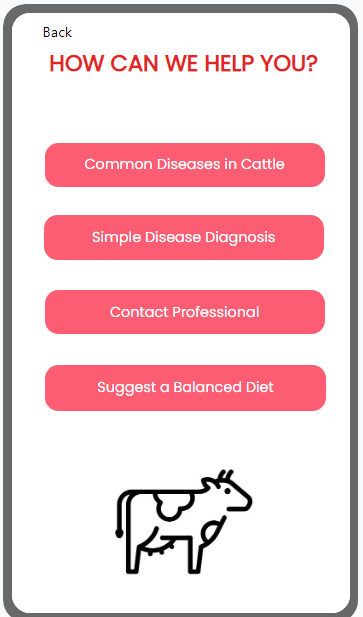 Back
HOW CAN WE HELP YOU?
Common Diseases in Cattle
Simple Disease Diagnosis
Contact Professional
Suggest a Balanced Diet